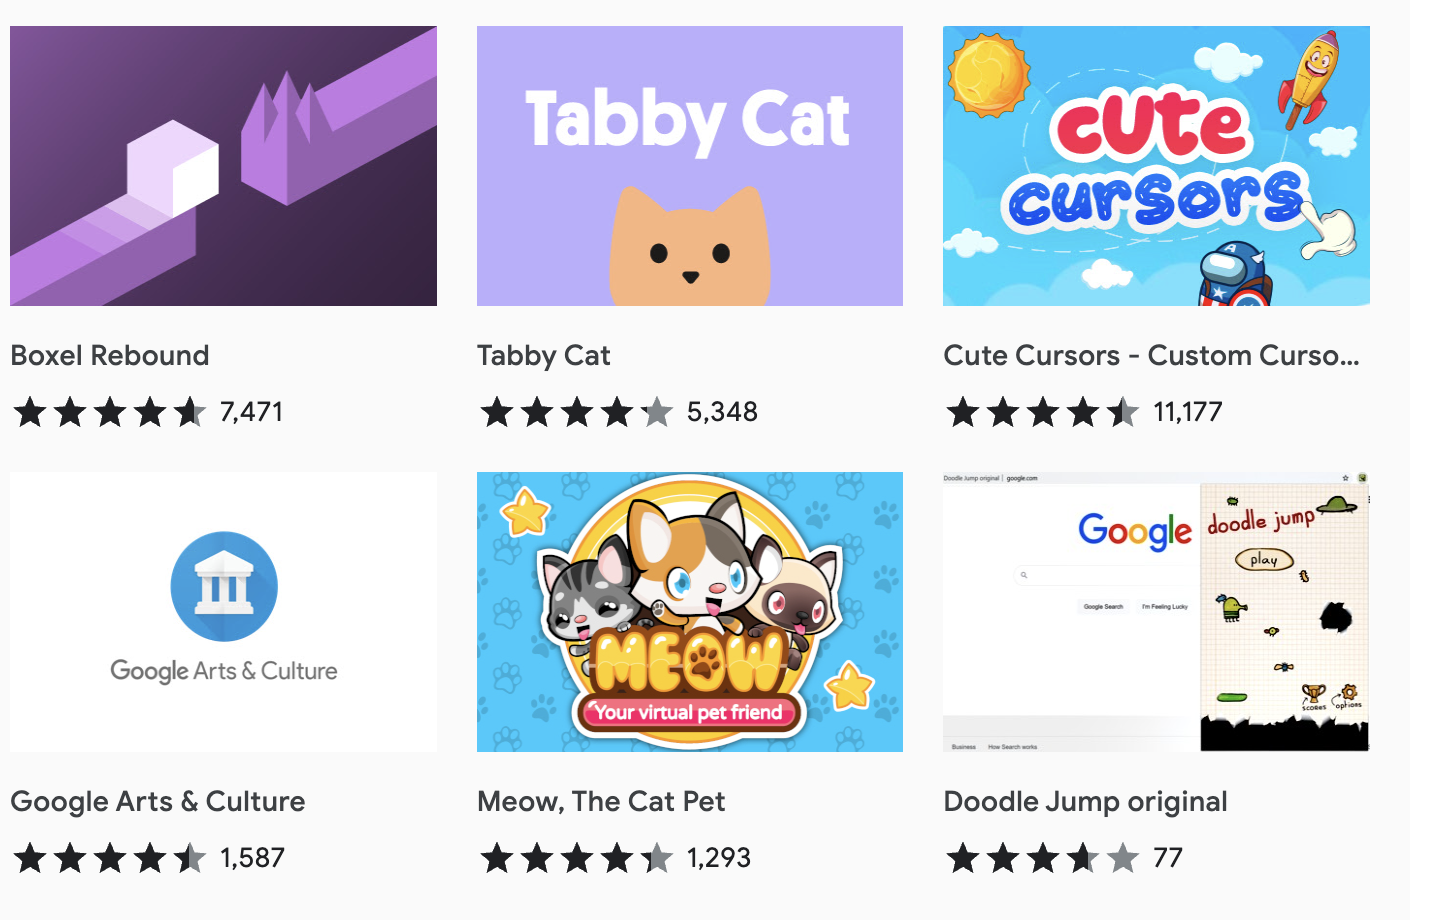 Tabby Cat
cute
cursors
A
Boxel Rebound
7,471
Tabby Cat
5,348
Cute Cursors - Custom Curso...
11,177
Google Arts & Culture
MEOW
Your virtual pet friend
Doodle Jump original | google.com
Google
Google Search
I'm Feeling Lucky
Business
How Search works
doodle jump
play
scores
options
Google Arts & Culture
1,587
Meow, The Cat Pet
1,293
Doodle Jump original
77